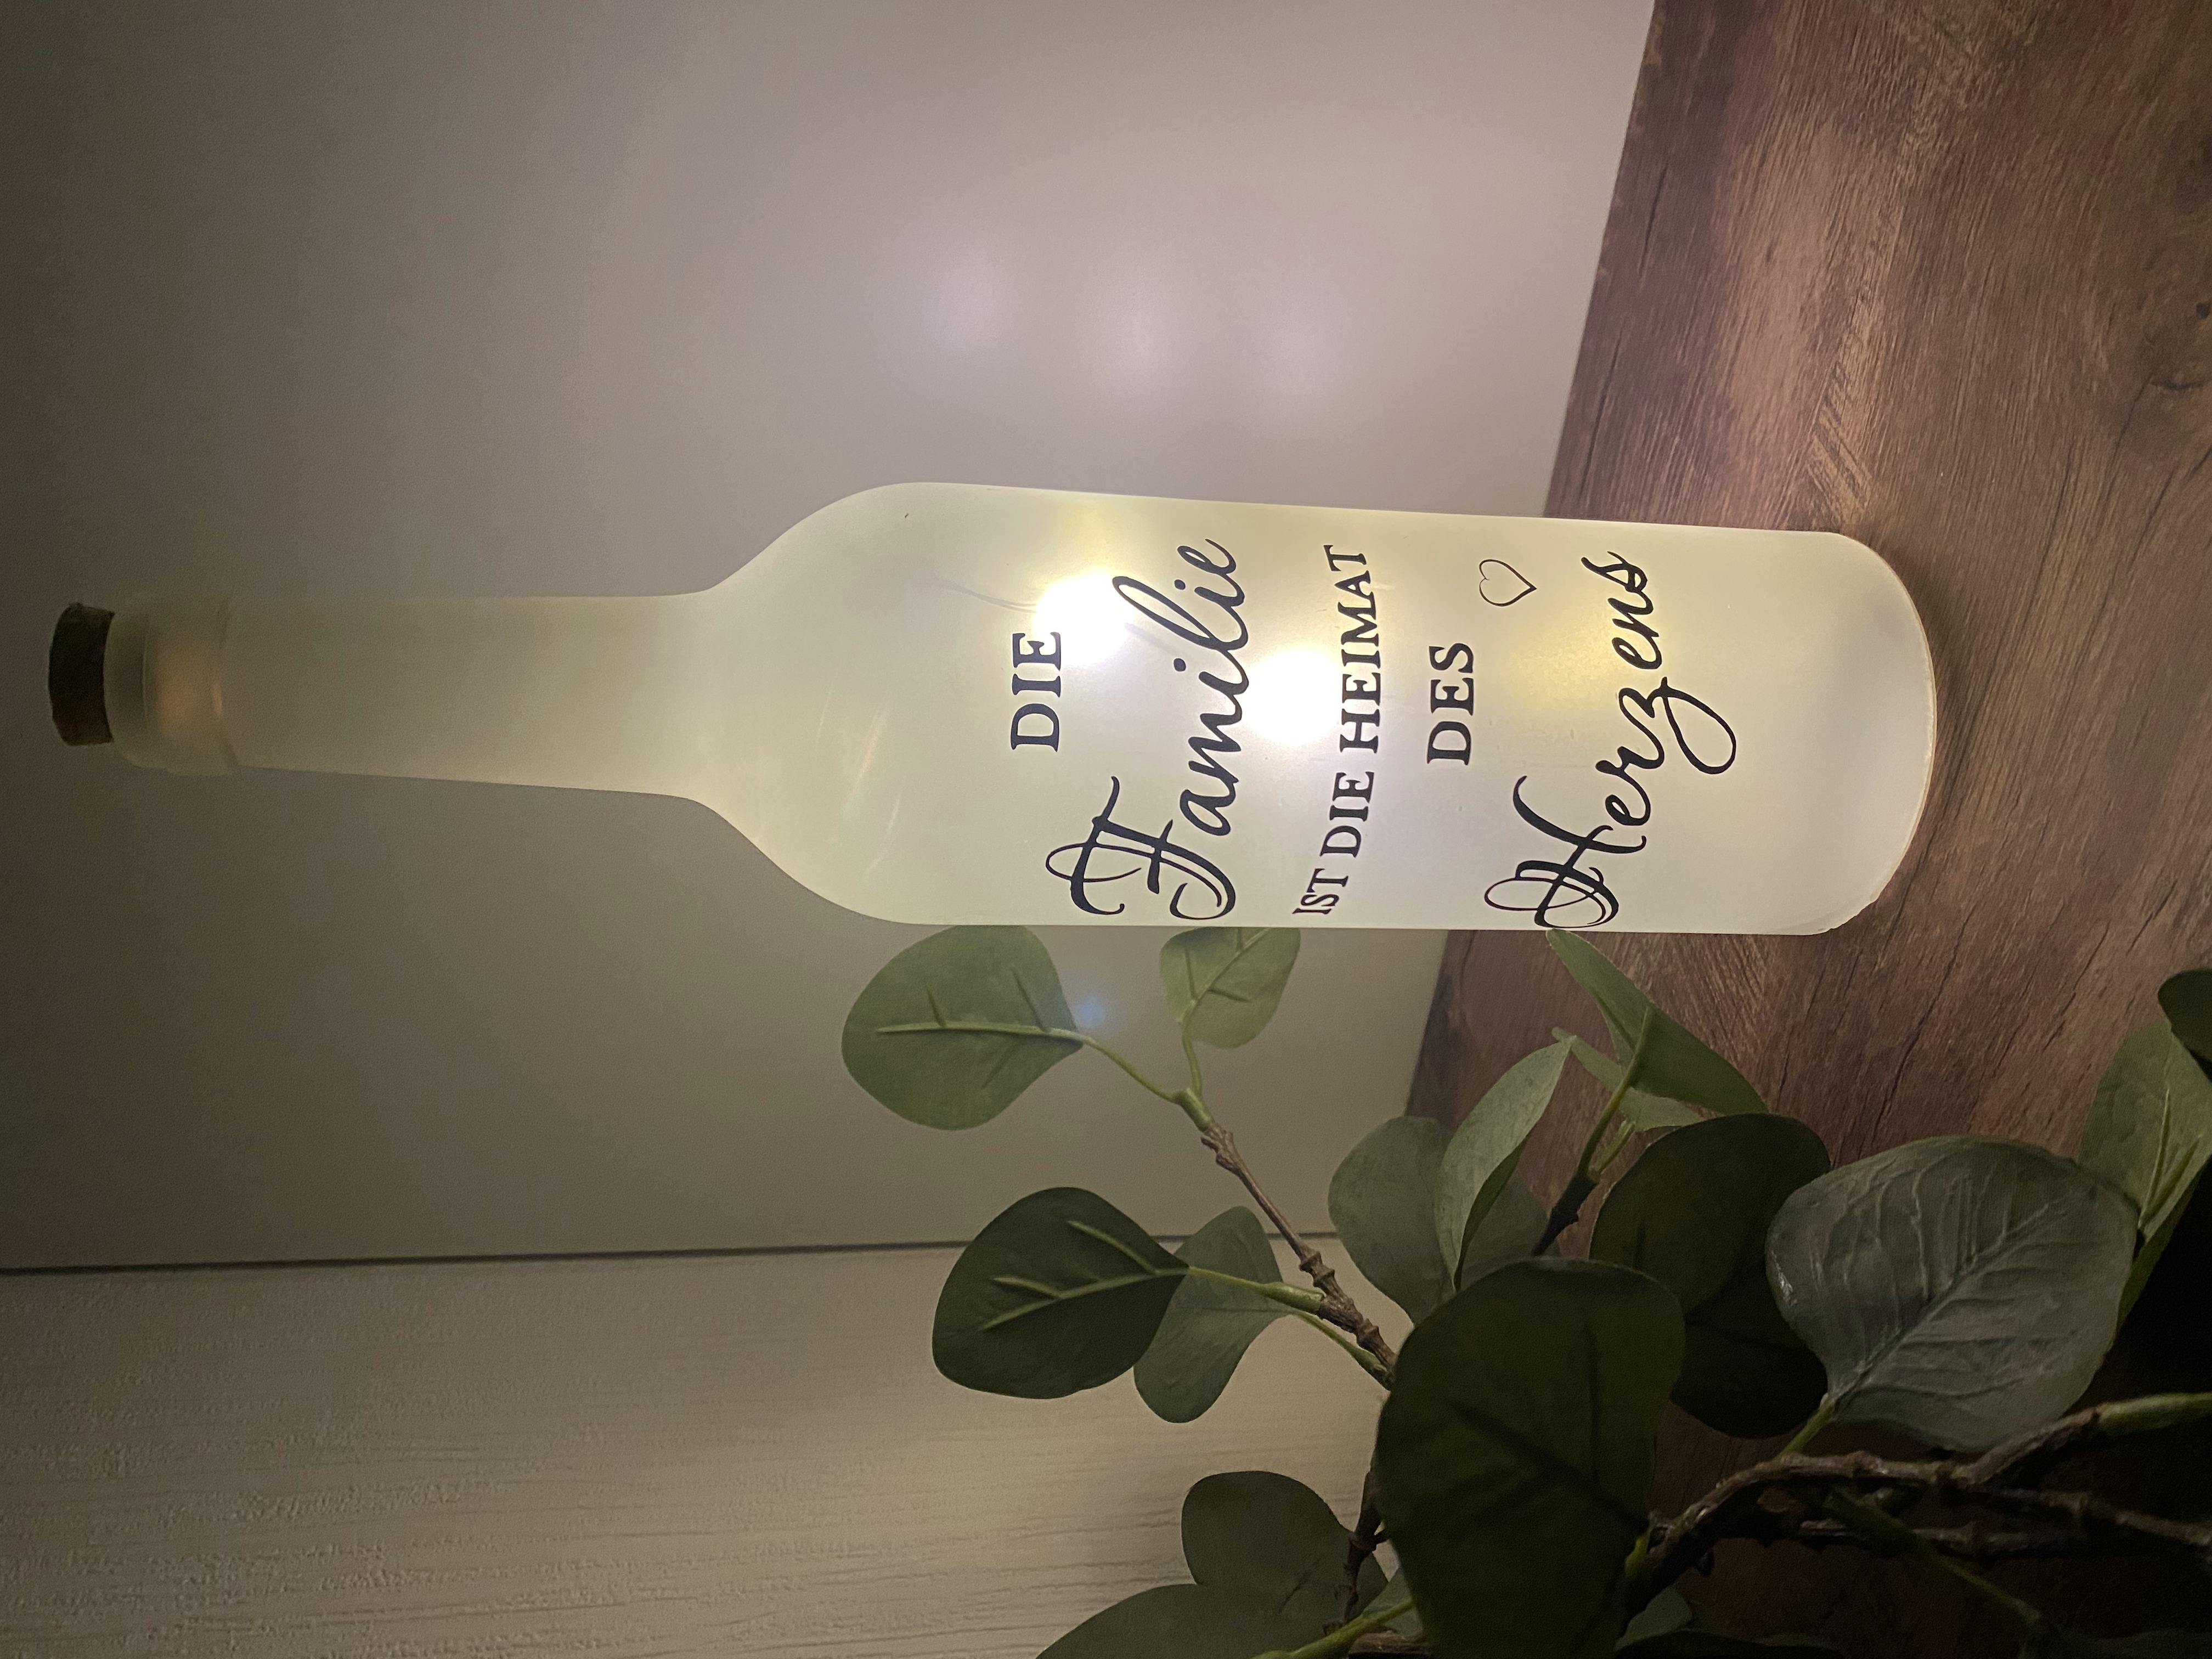 DIE
Familie
IST DIE HEIMAT
DES
Herzens